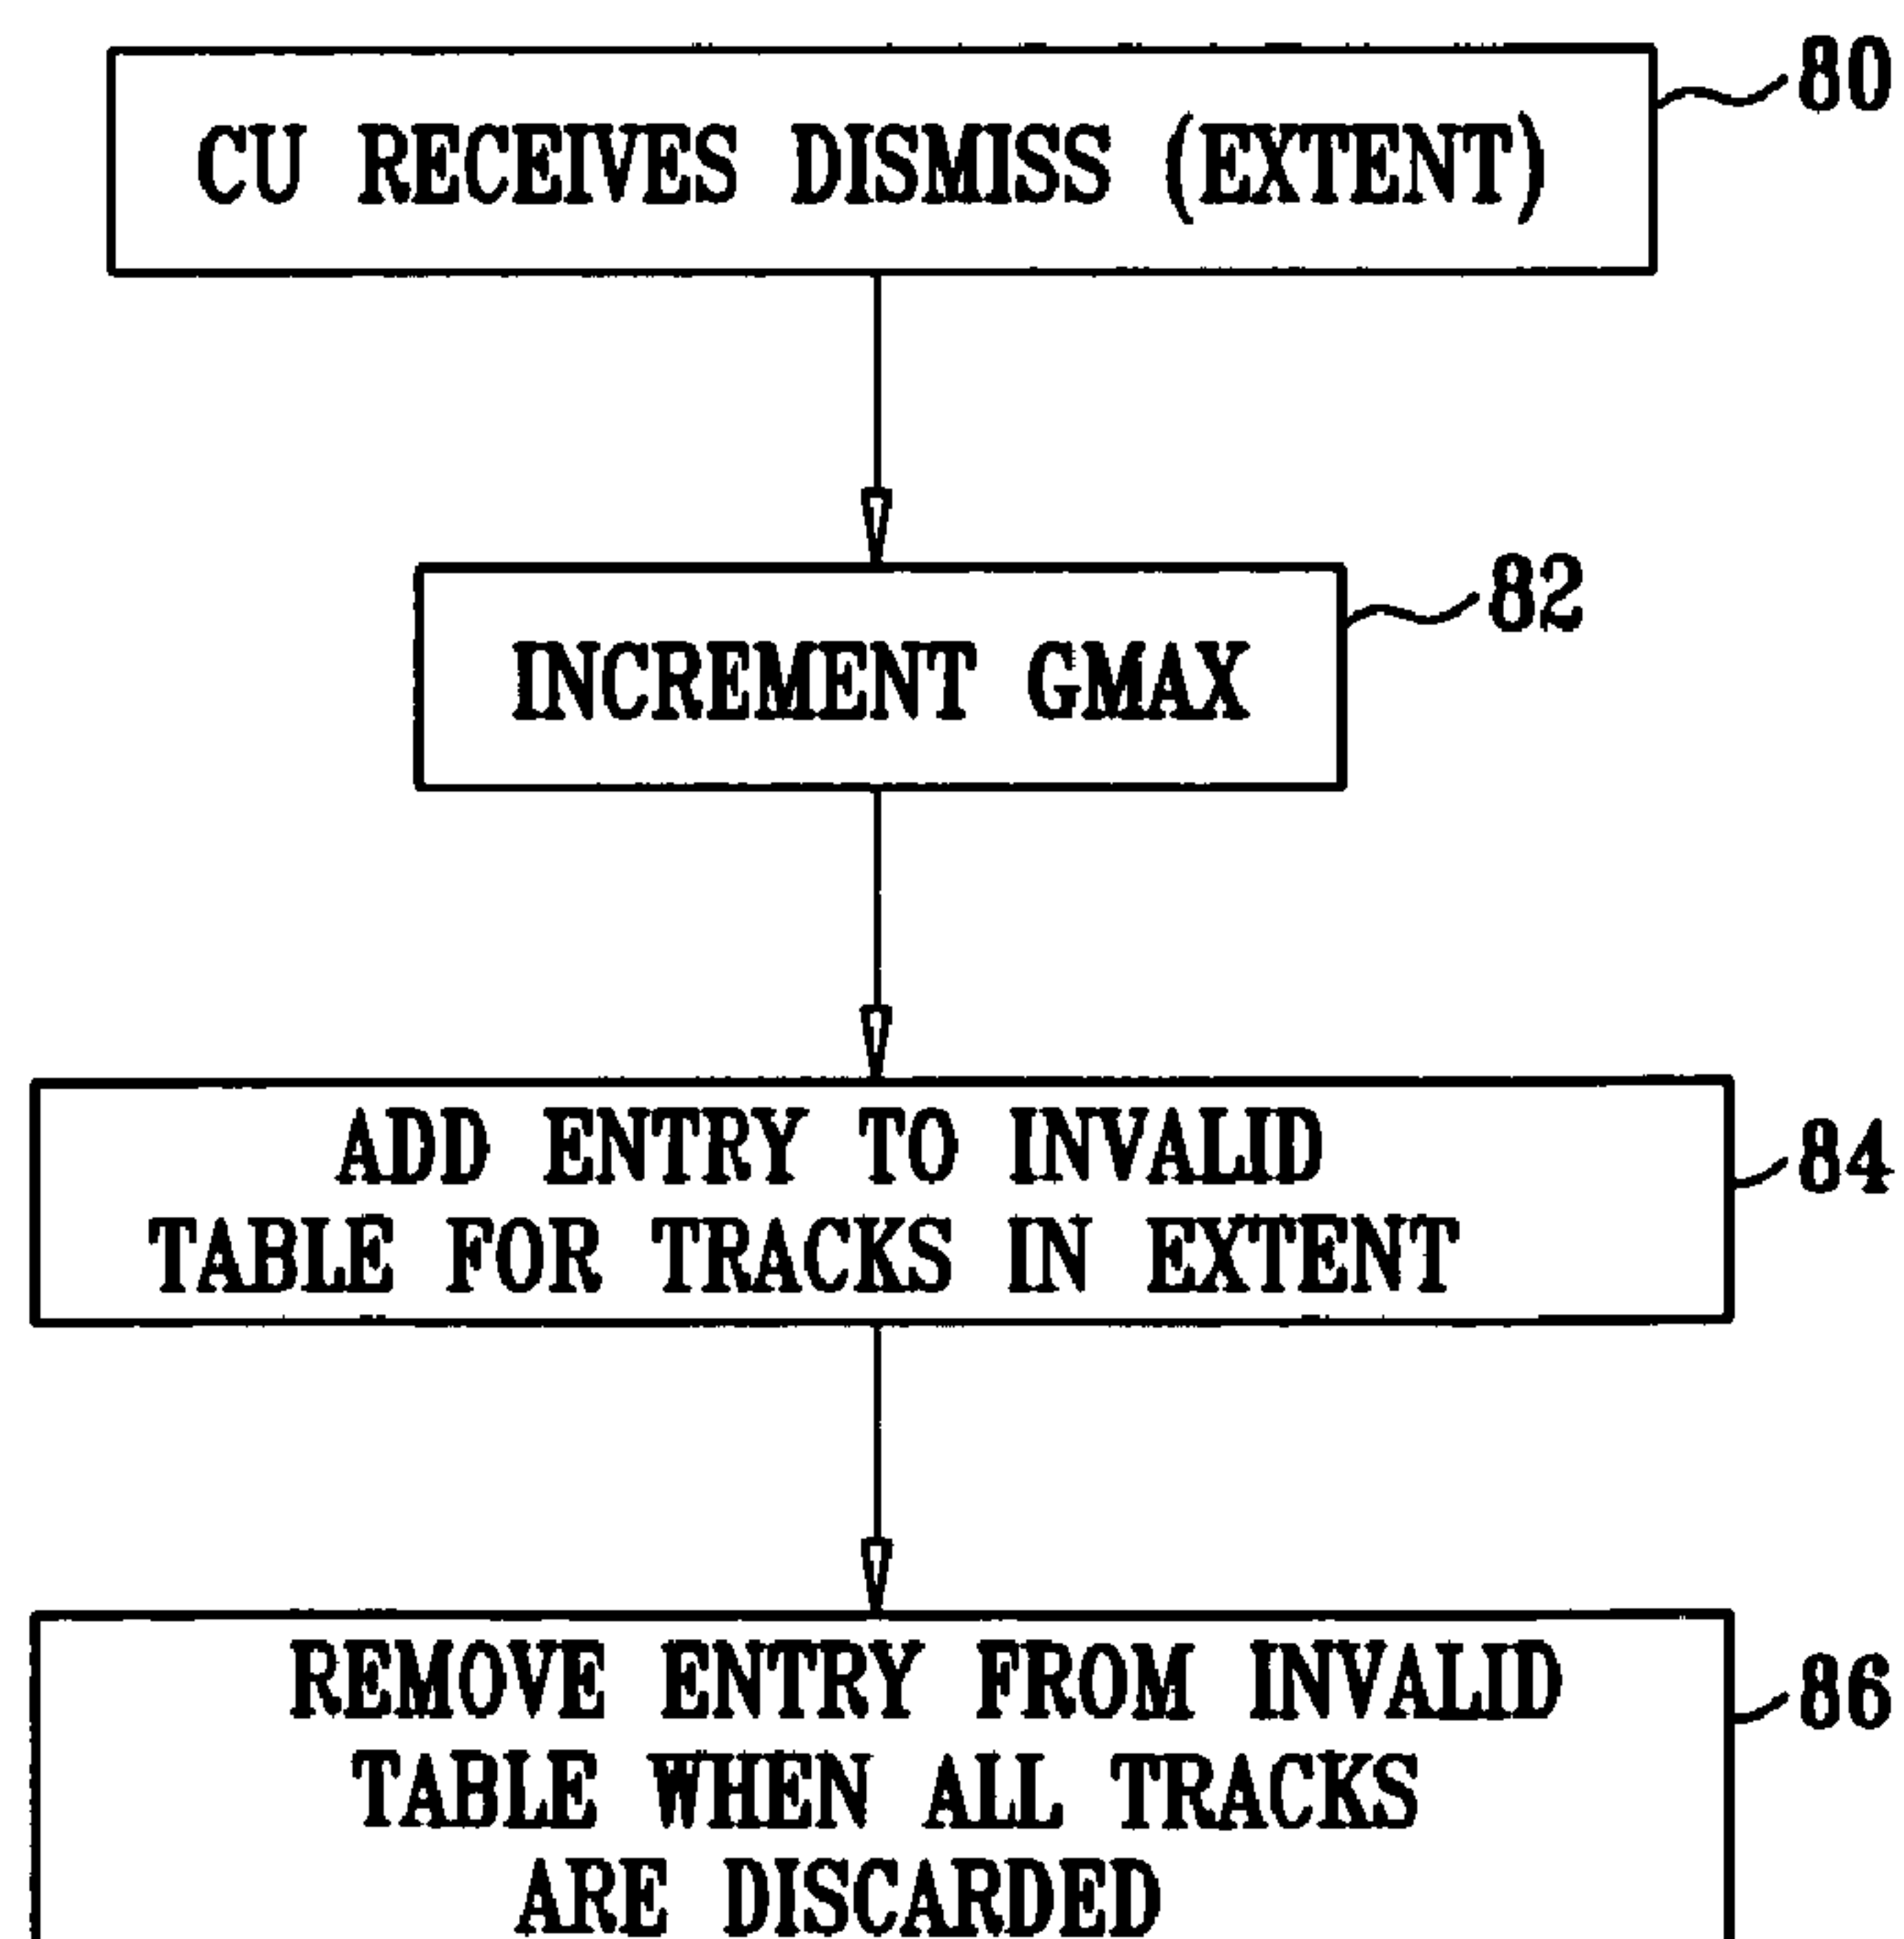 80
CU RECEIVES DISMISS (EXTENT)
82
INCREMENT GMAX
ADD ENTRY TO INVALID
84
TABLE FOR TRACKS IN EXTENT
REMOVE ENTRY FROM INVALID
86
TABLE WHEN ALL TRACKS
ARE DISCARDED